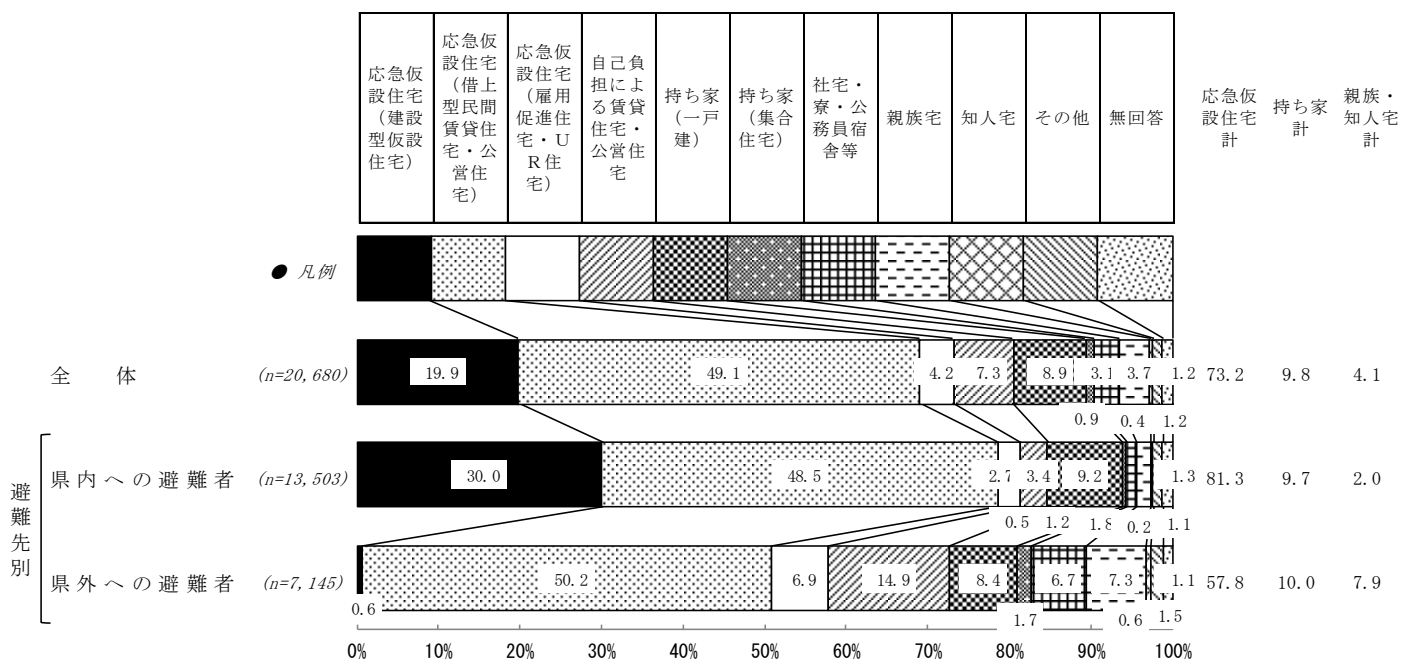 応急仮
設住宅
（建設
型仮設
住宅）
応急仮
設住宅
（借上
型民間
賃貸住
宅・公
営住
宅）
応急仮
設住宅
（雇用
促進住
宅・U
R住
宅）
自己負
担によ
る賃貸
住宅・
公営住
宅
持ち家
（一戸
建）
持ち家
（集合
住宅）
社宅・
寮・公
務員宿
舎等
親族宅
知人宅
その他
無回答
応急仮
設住宅
計
持ち家
計
親族・
知人宅
計
● 凡例
全 体 (n=20,680) 19.9 49.1 4.2 7.3 8.9 3.1 3.7 1.2 73.2 9.8 4.1
0.9 0.4 1.2
避難先別
県内への避難者 (n=13,503) 30.0 48.5 2.7 3.4 9.2 1.3 81.3 9.7 2.0
0.5 1.2 1.8 0.2 1.1
県外への避難者 (n=7,145) 50.2 6.9 14.9 8.4 6.7 7.3 1.1 57.8 10.0 7.9
0.6 1.7 0.6 1.5
0% 10% 20% 30% 40% 50% 60% 70% 80% 90% 100%